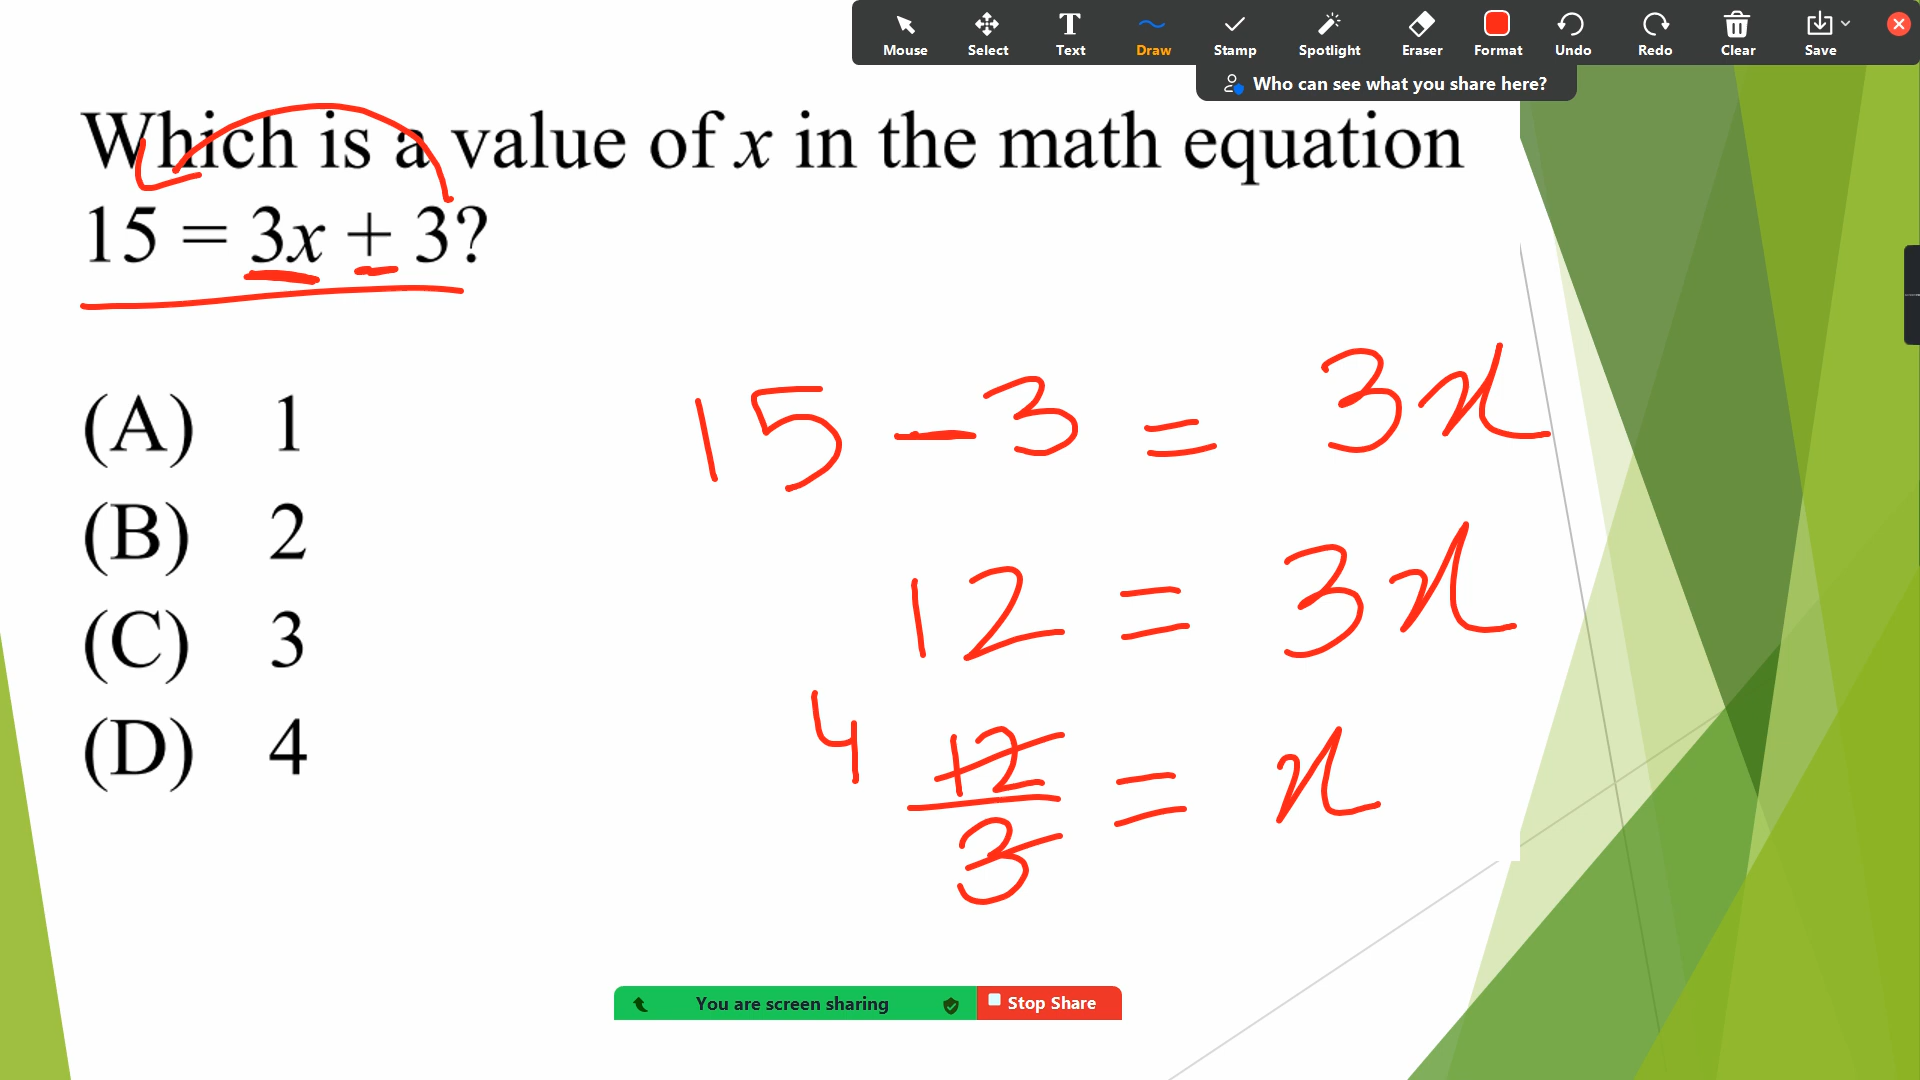 Mouse Select Text Draw Stamp Spotlight Eraser Format Undo Redo Clear Save
Who can see what you share here?
Which is a value of x in the math equation
15 = 3x + 3?
(A) 1
(B) 2
(C) 3
(D) 4
15 - 3 = 3x
12 = 3x
4 12/3 = x
You are screen sharing Stop Share